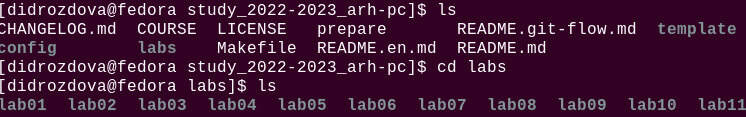 [didrozdova@fedora study_2022-2023_arh-pc]$ ls
CHANGELOG.md COURSE LICENSE prepare README.git-flow.md template
config labs Makefile README.en.md README.md
[didrozdova@fedora study_2022-2023_arh-pc]$ cd labs
[didrozdova@fedora labs]$ ls
lab01 lab02 lab03 lab04 lab05 lab06 lab07 lab08 lab09 lab10 lab11